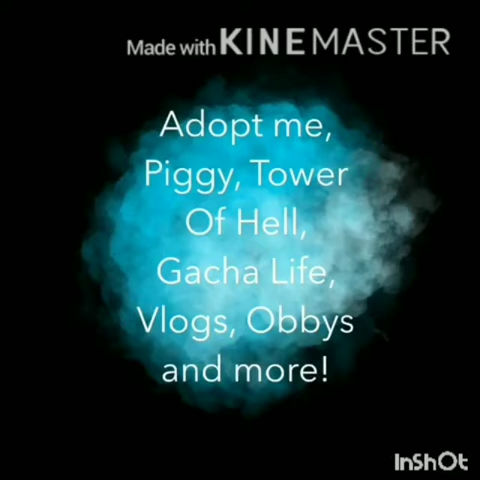 Made with KINEMASTER
Adopt me,
Piggy, Tower
Of Hell,
Gacha Life,
Vlogs, Obbys
and more!
InShOt